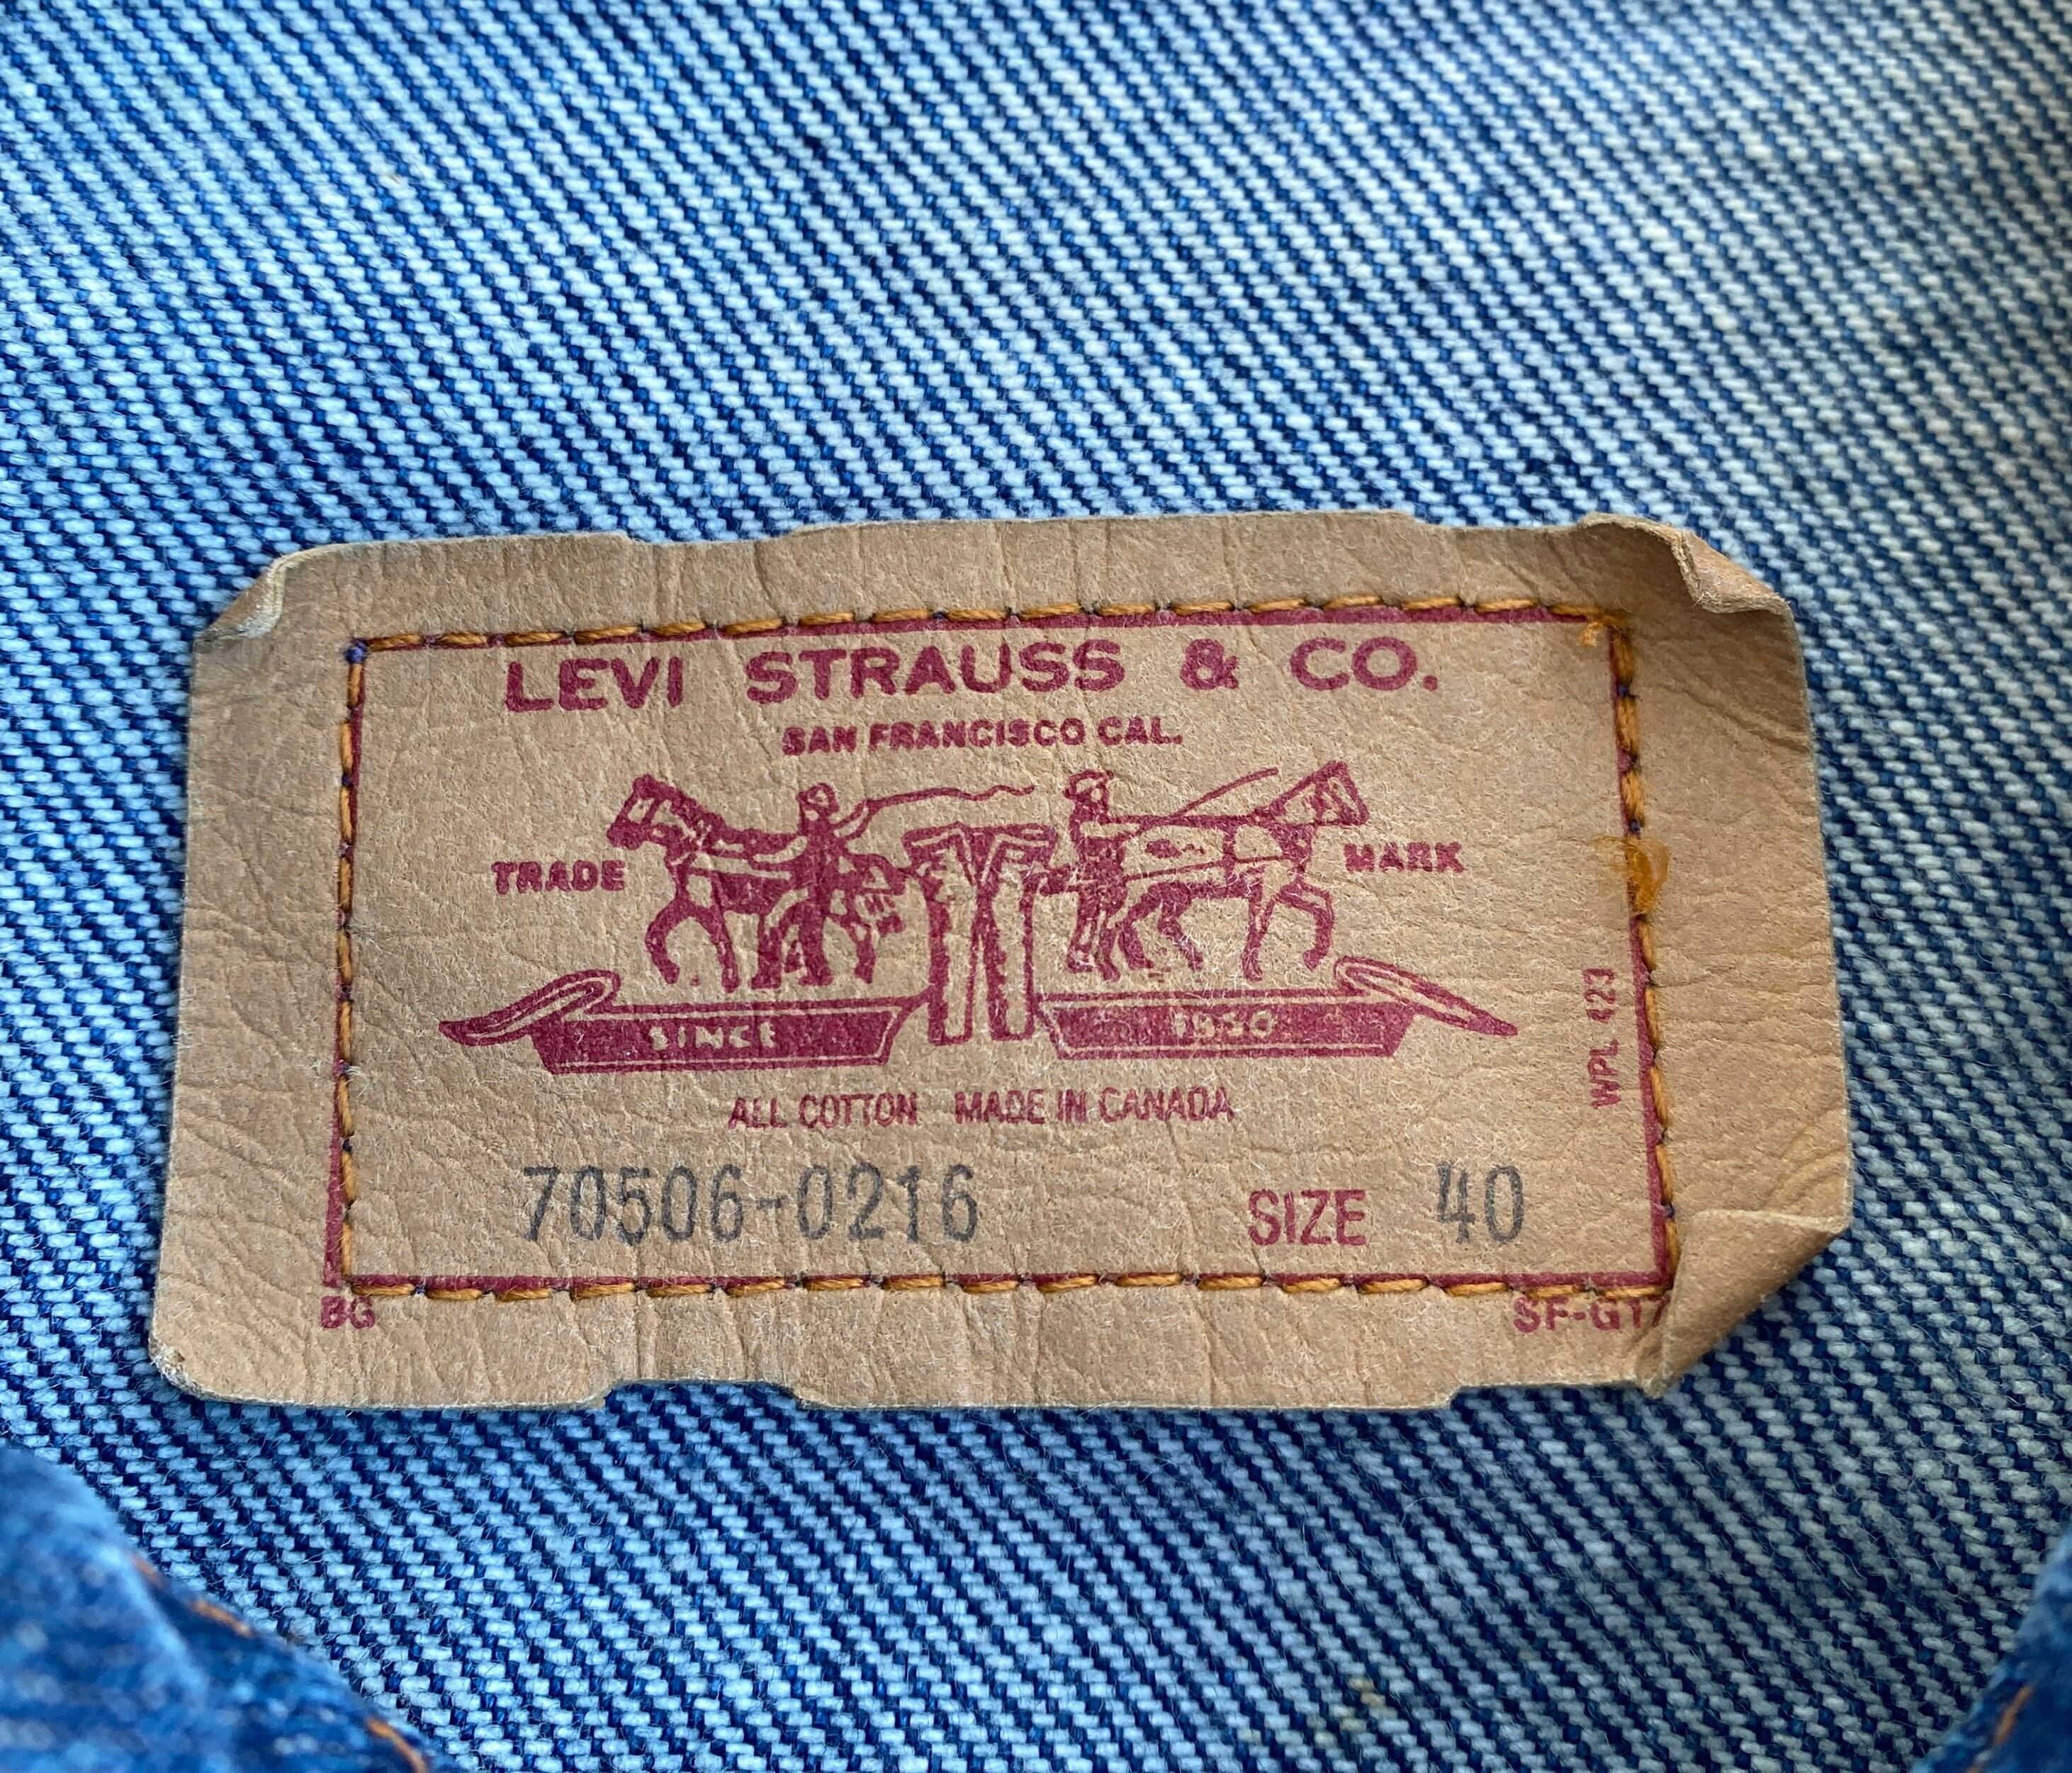 LEVI STRAUSS & CO.
SAN FRANCISCO CAL.
TRADE MARK
SINCE 1850
ALL COTTON MADE IN CANADA
WPL 423
70506-0216 SIZE 40
BG SF-G17